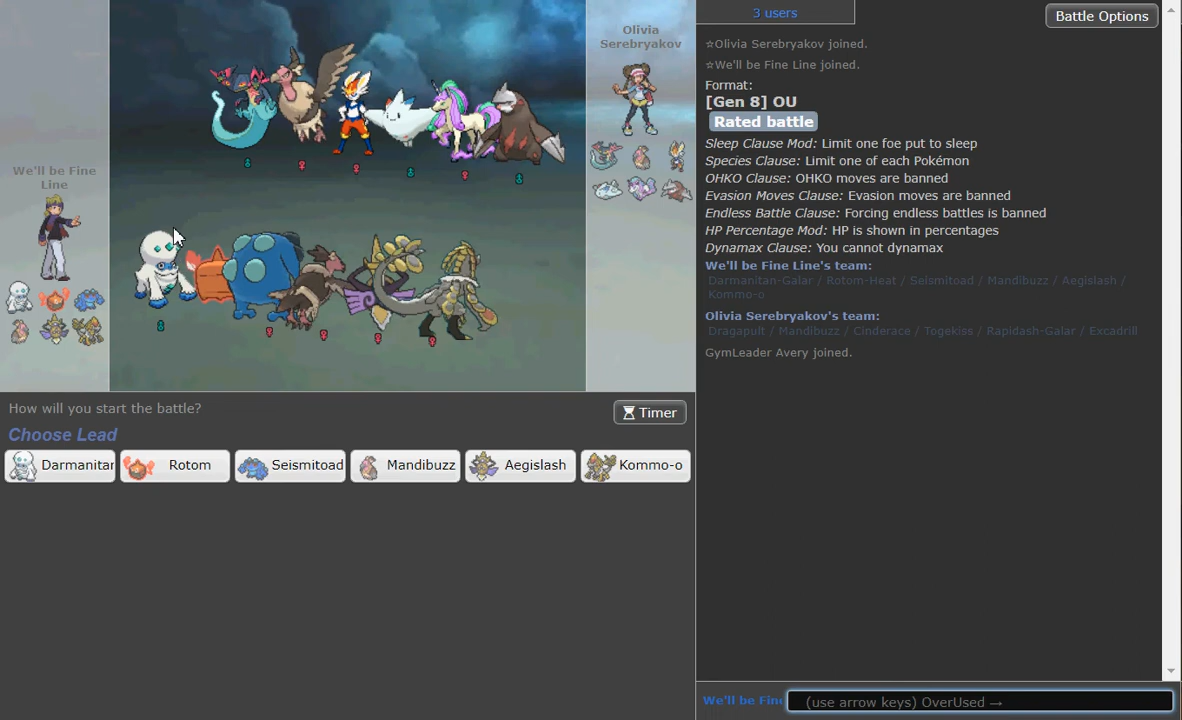 3 users
Battle Options
☆Olivia Serebryakov joined.
☆We'll be Fine Line joined.
Format:
[Gen 8] OU
Rated battle
Sleep Clause Mod: Limit one foe put to sleep
Species Clause: Limit one of each Pokémon
OHKO Clause: OHKO moves are banned
Evasion Moves Clause: Evasion moves are banned
Endless Battle Clause: Forcing endless battles is banned
HP Percentage Mod: HP is shown in percentages
Dynamax Clause: You cannot dynamax
We'll be Fine Line's team:
Darmanitan-Galar / Rotom-Heat / Seismitoad / Mandibuzz / Aegislash /
Kommo-o
Olivia Serebryakov's team:
Dragapult / Mandibuzz / Cinderace / Togekiss / Rapidash-Galar / Excadrill
GymLeader Avery joined.
We'll be Fine
Line
Olivia
Serebryakov
How will you start the battle?
Timer
Choose Lead
Darmanitar
Rotom
Seismitoad
Mandibuzz
Aegislash
Kommo-o
We'll be Fine
(use arrow keys) OverUsed →